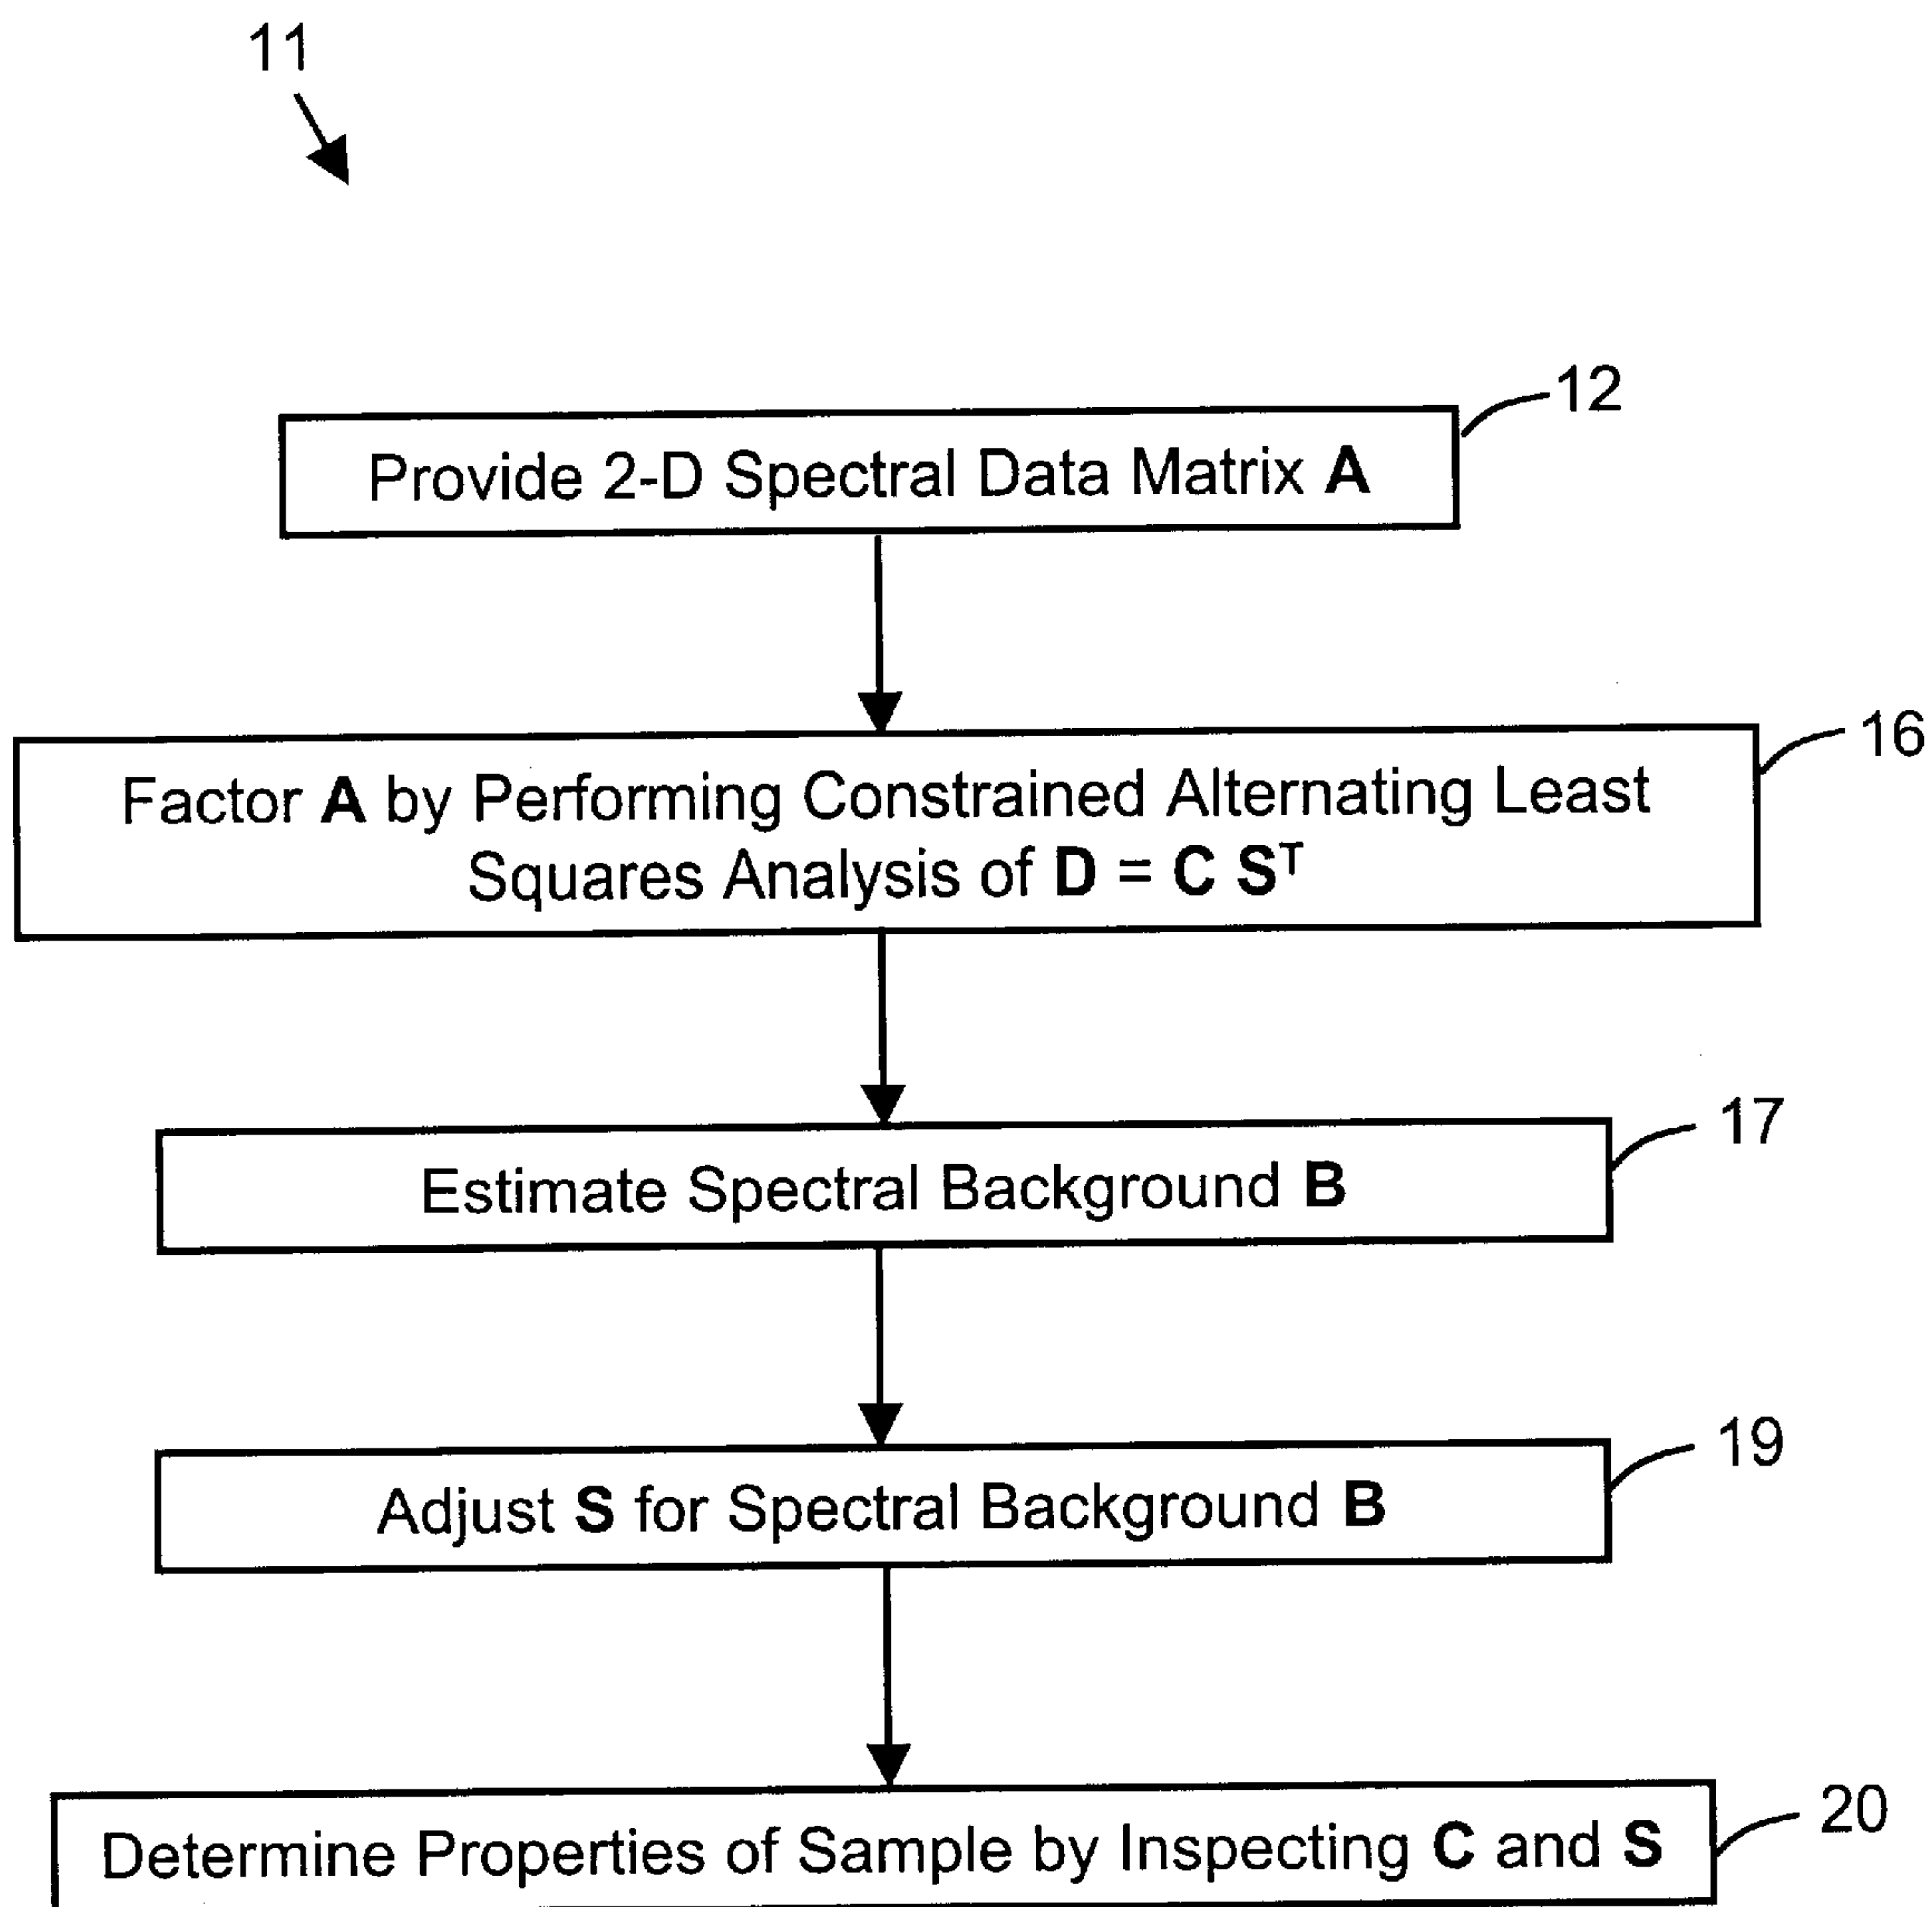 11
12
Provide 2-D Spectral Data Matrix A
16
Factor A by Performing Constrained Alternating Least
Squares Analysis of D = C Sᵀ
17
Estimate Spectral Background B
19
Adjust S for Spectral Background B
20
Determine Properties of Sample by Inspecting C and S